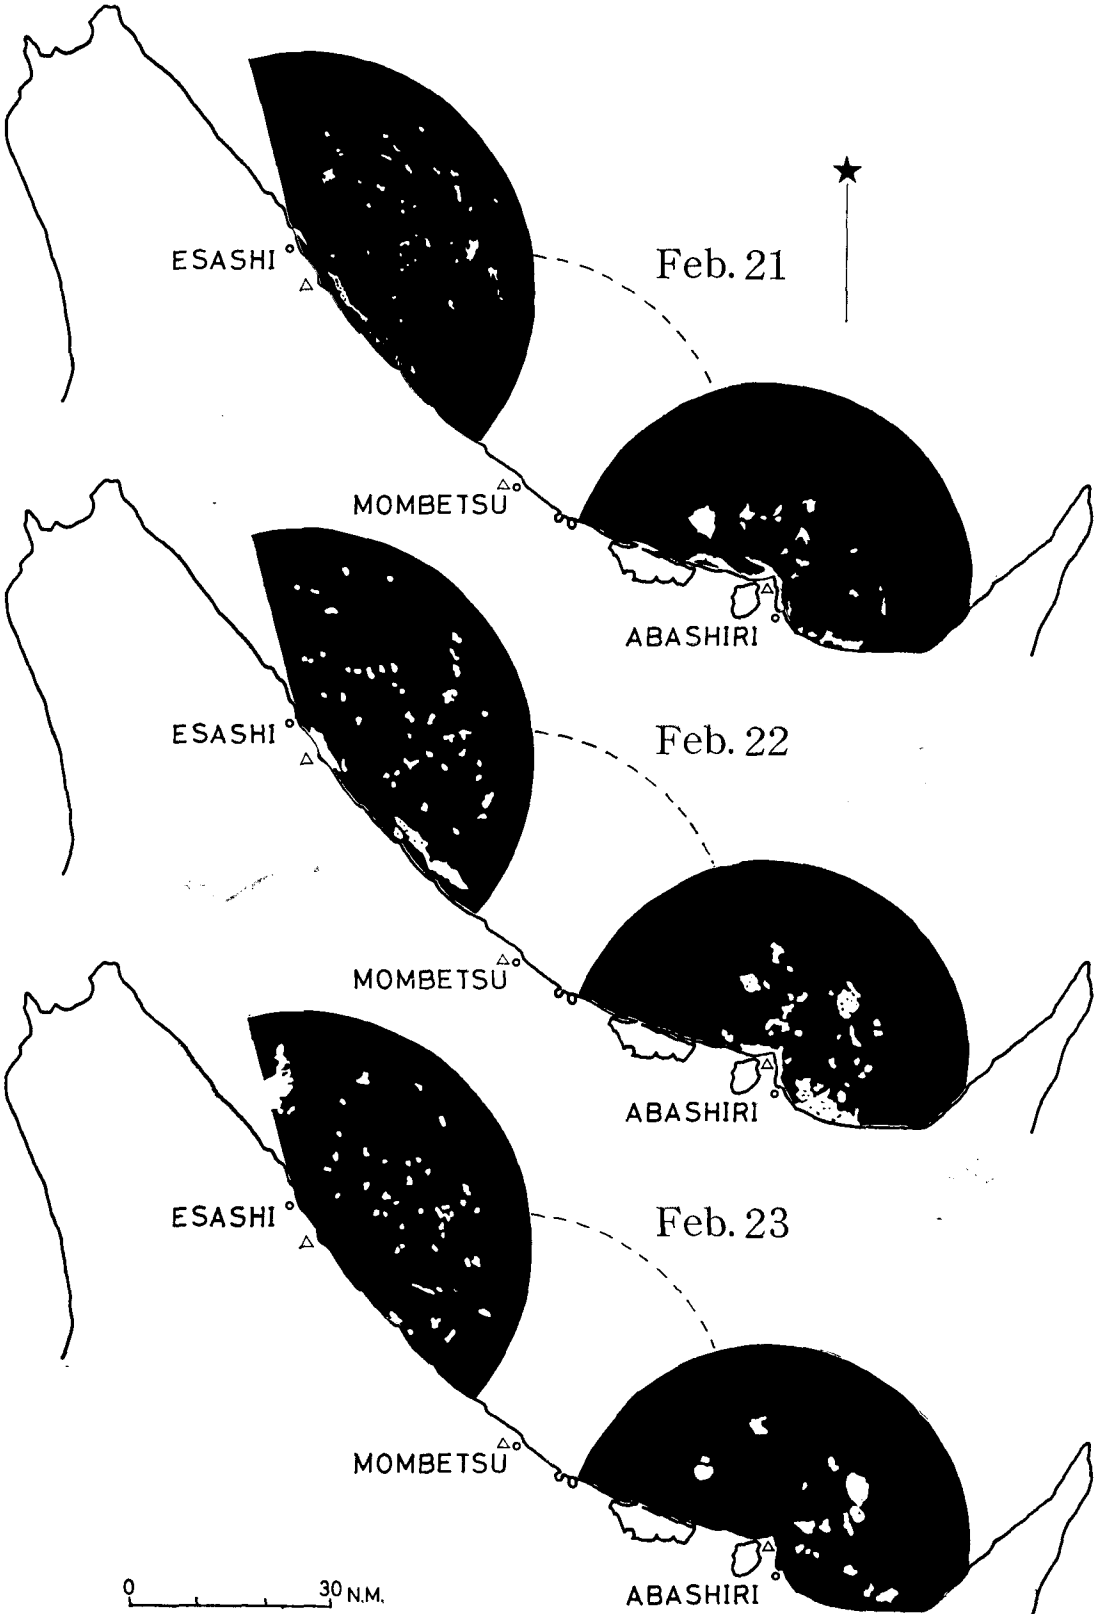 ESASHI
Feb. 21
MOMBETSU
ABASHIRI
ESASHI
Feb. 22
MOMBETSU
ABASHIRI
ESASHI
Feb. 23
MOMBETSU
ABASHIRI
0 30 N.M.